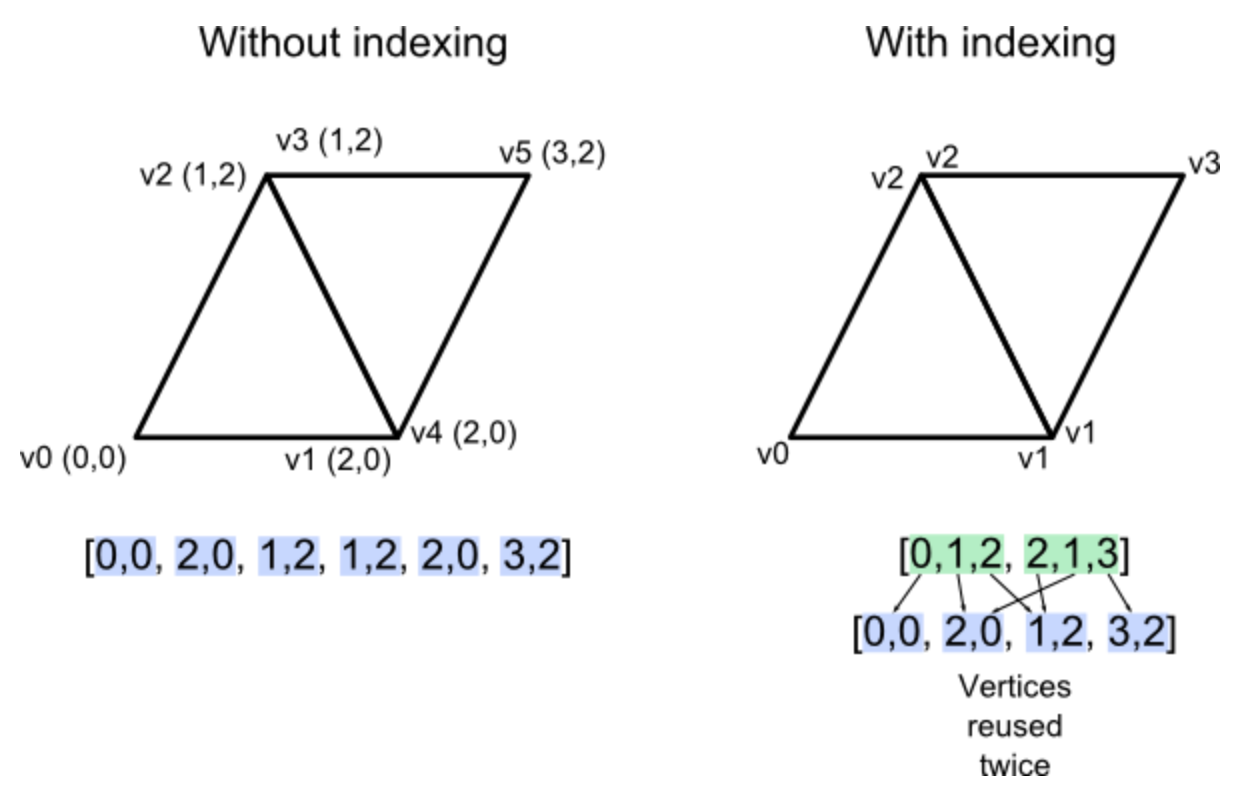 Without indexing
v3 (1,2)
v2 (1,2)
v5 (3,2)
v4 (2,0)
v0 (0,0)
v1 (2,0)
[0,0, 2,0, 1,2, 1,2, 2,0, 3,2]
With indexing
v2
v2
v3
v1
v0
v1
[0,1,2, 2,1,3]
[0,0, 2,0, 1,2, 3,2]
Vertices
reused
twice